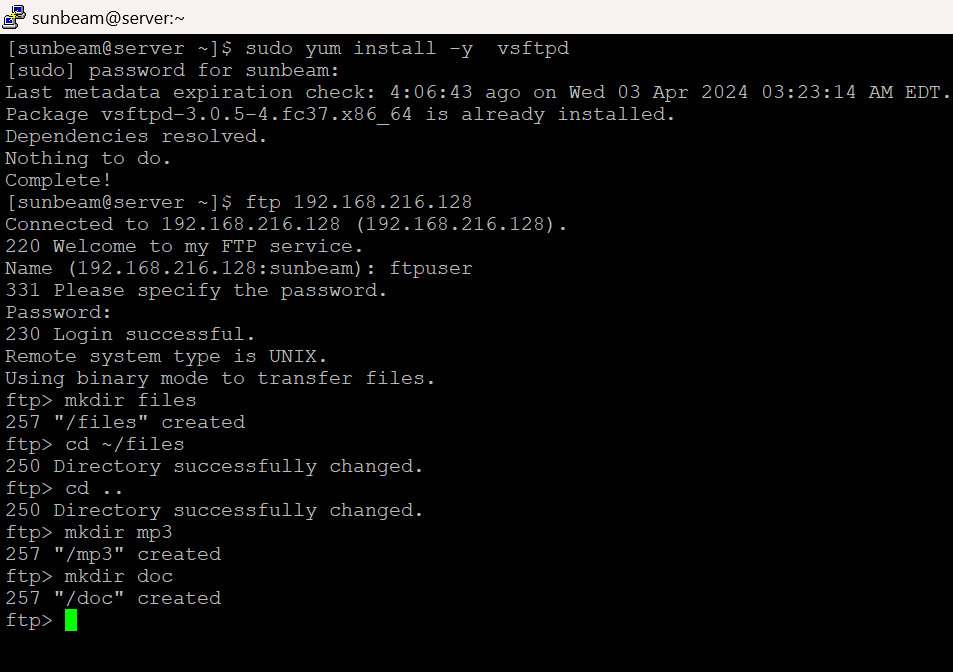 sunbeam@server:~
[sunbeam@server ~]$ sudo yum install -y  vsftpd
[sudo] password for sunbeam:
Last metadata expiration check: 4:06:43 ago on Wed 03 Apr 2024 03:23:14 AM EDT.
Package vsftpd-3.0.5-4.fc37.x86_64 is already installed.
Dependencies resolved.
Nothing to do.
Complete!
[sunbeam@server ~]$ ftp 192.168.216.128
Connected to 192.168.216.128 (192.168.216.128).
220 Welcome to my FTP service.
Name (192.168.216.128:sunbeam): ftpuser
331 Please specify the password.
Password:
230 Login successful.
Remote system type is UNIX.
Using binary mode to transfer files.
ftp> mkdir files
257 "/files" created
ftp> cd ~/files
250 Directory successfully changed.
ftp> cd ..
250 Directory successfully changed.
ftp> mkdir mp3
257 "/mp3" created
ftp> mkdir doc
257 "/doc" created
ftp>